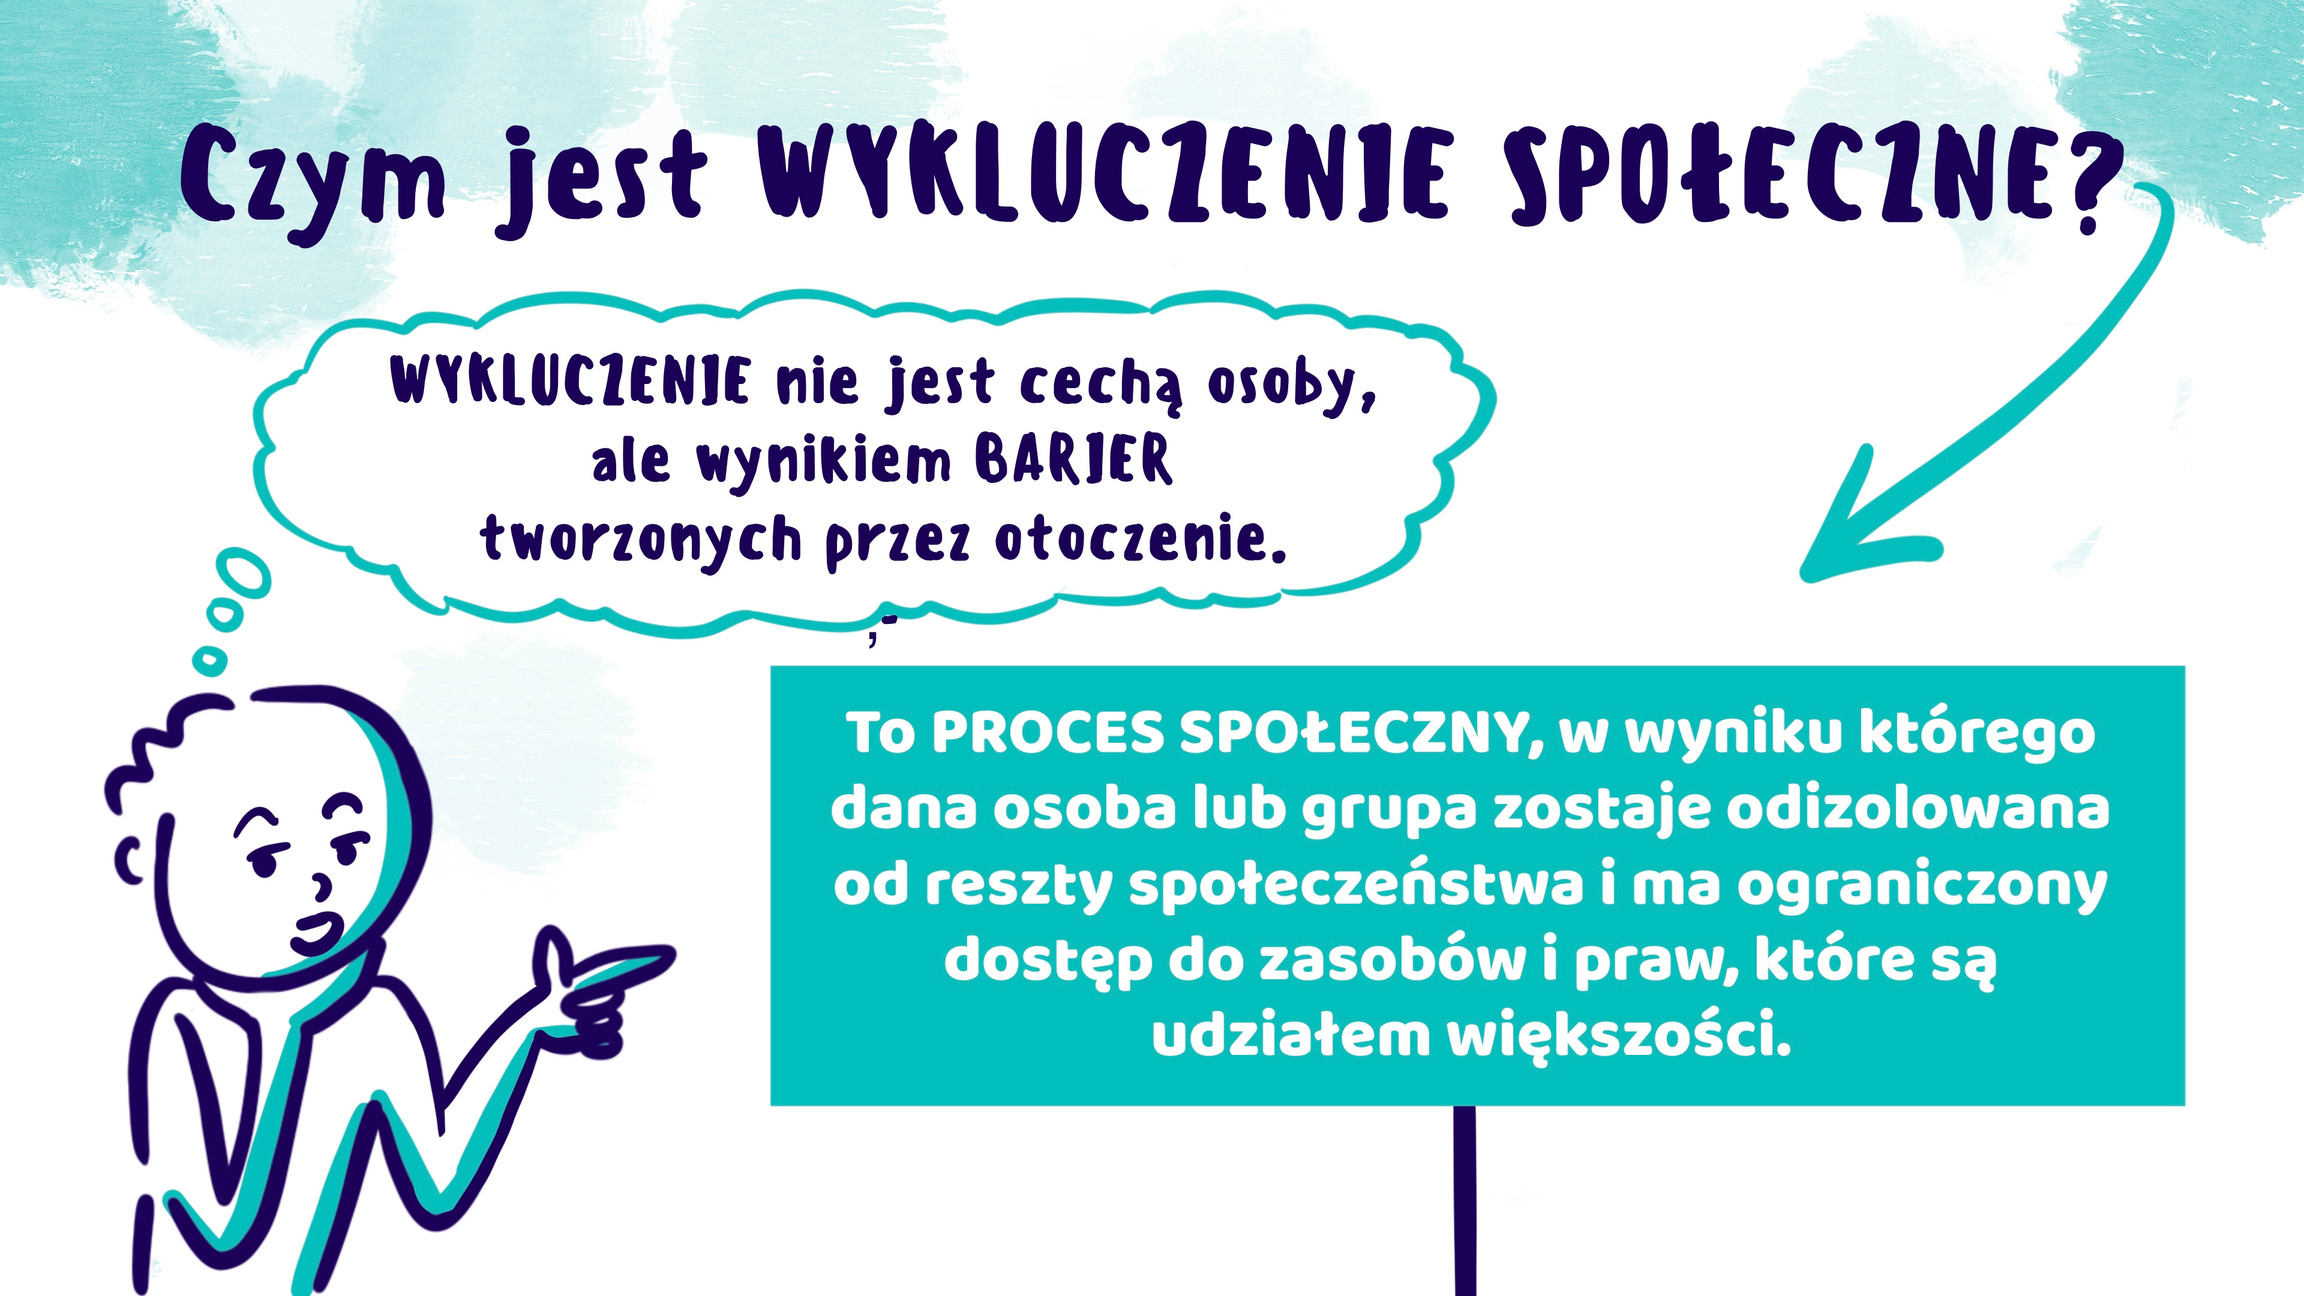 Czym jest WYKLUCZENIE SPOŁECZNE?
WYKLUCZENIE nie jest cechą osoby,
ale wynikiem BARIER
tworzonych przez otoczenie.
,-
To PROCES SPOŁECZNY, w wyniku którego
dana osoba lub grupa zostaje odizolowana
od reszty społeczeństwa i ma ograniczony
dostęp do zasobów i praw, które są
udziałem większości.